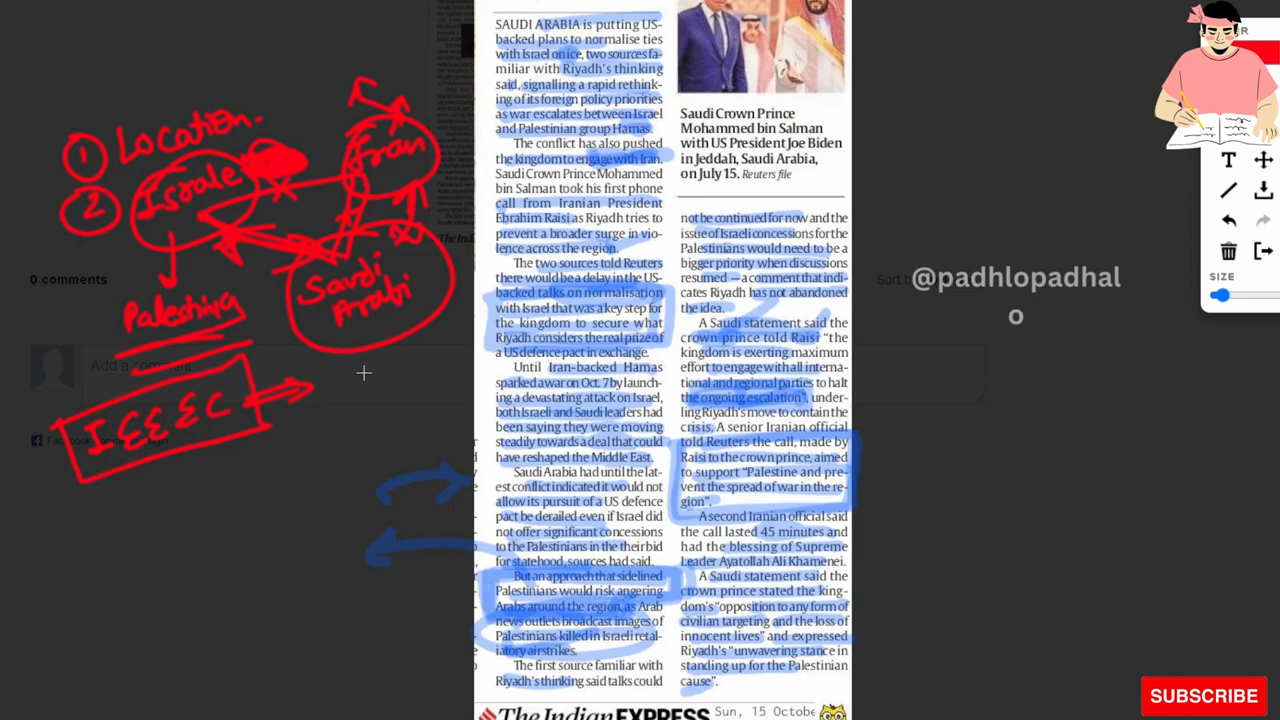 ① Location.
②
Israle
Iran
Saudi
Arabi
Palestiya
0 comments
Add a comment
SAUDI ARABIA is putting US-
backed plans to normalise ties
with Israel on ice, two sources fa-
miliar with Riyadh's thinking
said, signalling a rapid rethink-
ing of its foreign policy priorities
as war escalates between Israel
and Palestinian group Hamas.
The conflict has also pushed
the kingdom to engage with Iran.
Saudi Crown Prince Mohammed
bin Salman took his first phone
call from Iranian President
Ebrahim Raisi as Riyadh tries to
prevent a broader surge in vio-
lence across the region.
The two sources told Reuters
there would be a delay in the US-
backed talks on normalisation
with Israel that was a key step for
the kingdom to secure what
Riyadh considers the real prize of
a US defence pact in exchange.
Until Iran-backed Hamas
sparked a war on Oct. 7 by launch-
ing a devastating attack on Israel,
both Israeli and Saudi leaders had
been saying they were moving
steadily towards a deal that could
have reshaped the Middle East.
Saudi Arabia had until the lat-
est conflict indicated it would not
allow its pursuit of a US defence
pact be derailed even if Israel did
not offer significant concessions
to the Palestinians in the their bid
for statehood, sources had said.
But an approach that sidelined
Palestinians would risk angering
Arabs around the region, as Arab
news outlets broadcast images of
Palestinians killed in Israeli retal-
iatory airstrikes.
The first source familiar with
Riyadh's thinking said talks could
Saudi Crown Prince
Mohammed bin Salman
with US President Joe Biden
in Jeddah, Saudi Arabia,
on July 15. Reuters file
not be continued for now and the
issue of Israeli concessions for the
Palestinians would need to be a
bigger priority when discussions
resumed — a comment that indi-
cates Riyadh has not abandoned
the idea.
A Saudi statement said the
crown prince told Raisi "the
kingdom is exerting maximum
effort to engage with all interna-
tional and regional parties to halt
the ongoing escalation", under-
ling Riyadh's move to contain the
crisis. A senior Iranian official
told Reuters the call, made by
Raisi to the crown prince, aimed
to support "Palestine and pre-
vent the spread of war in the re-
gion".
A second Iranian official said
the call lasted 45 minutes and
had the blessing of Supreme
Leader Ayatollah Ali Khamenei.
A Saudi statement said the
crown prince stated the king-
dom's "opposition to any form of
civilian targeting and the loss of
innocent lives" and expressed
Riyadh's "unwavering stance in
standing up for the Palestinian
cause".
The Indian EXPRESS
Sun, 15 Octobe
@padhlopadhal
o
T
SIZE
SUBSCRIBE